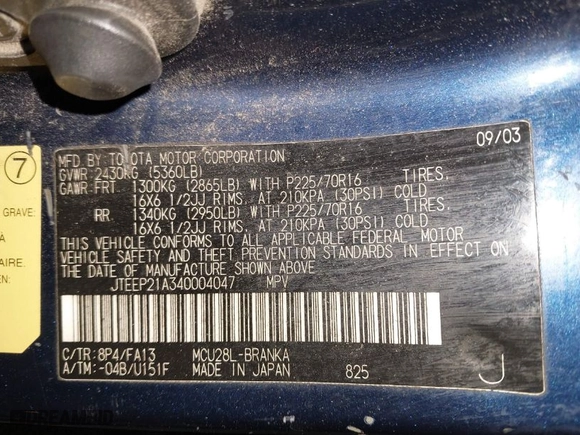 09/03
MFD. BY TOYOTA MOTOR CORPORATION
GVWR 2430KG (5360LB)
GAWR:FRT. 1300KG (2865LB) WITH P225/70R16 TIRES,
16X6 1/2JJ RIMS, AT 210KPA (30PSI) COLD
RR. 1340KG (2950LB) WITH P225/70R16 TIRES,
16X6 1/2JJ RIMS, AT 210KPA (30PSI) COLD
THIS VEHICLE CONFORMS TO ALL APPLICABLE FEDERAL MOTOR
VEHICLE SAFETY AND THEFT PREVENTION STANDARDS IN EFFECT ON
THE DATE OF MANUFACTURE SHOWN ABOVE
JTEEP21A340004047 MPV
C/TR:8P4/FA13 MCU28L-BRANKA
A/TM:-04B/U151F MADE IN JAPAN 825 J
7
GRAVE:
À
AIRE.